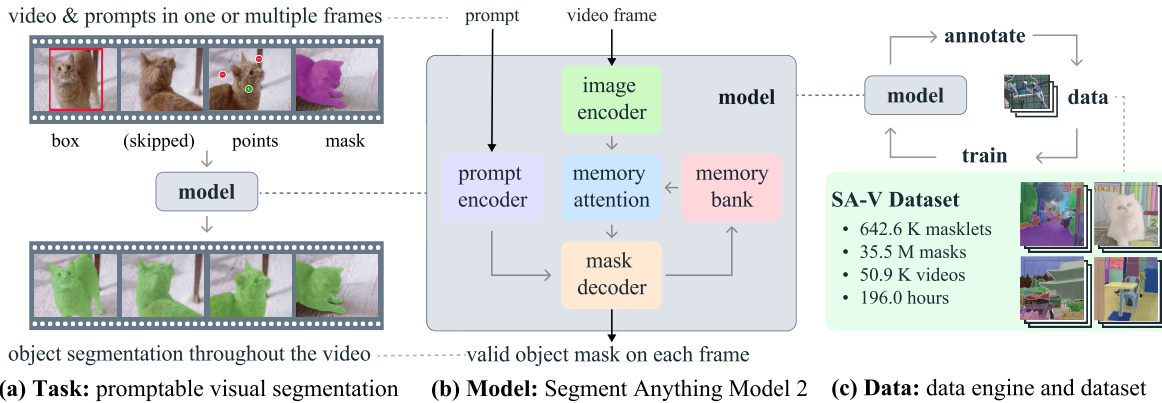 video & prompts in one or multiple frames
box
(skipped)
points
mask
model
object segmentation throughout the video
(a) Task: promptable visual segmentation
prompt
video frame
model
image
encoder
prompt
encoder
memory
attention
memory
bank
mask
decoder
valid object mask on each frame
(b) Model: Segment Anything Model 2
annotate
model
data
train
SA-V Dataset
• 642.6 K masklets
• 35.5 M masks
• 50.9 K videos
• 196.0 hours
(c) Data: data engine and dataset